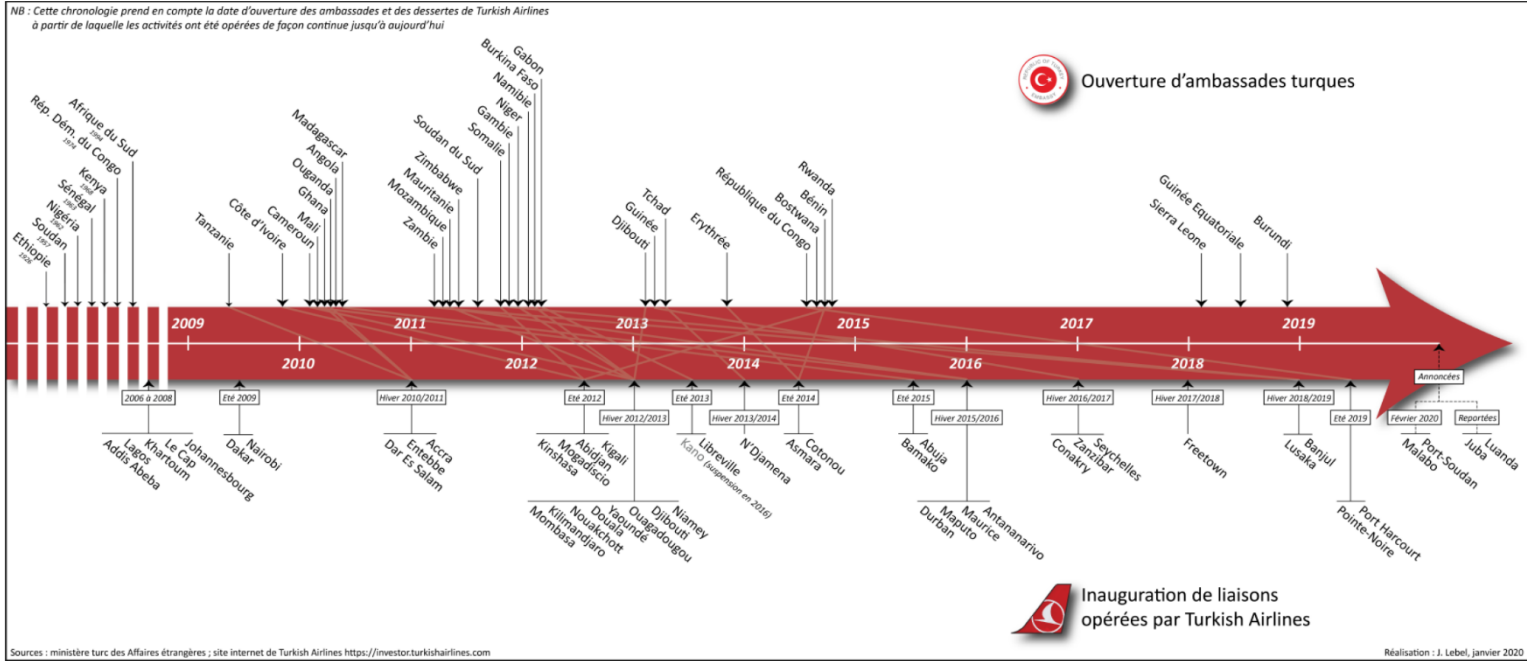 NB : Cette chronologie prend en compte la date d'ouverture des ambassades et des dessertes de Turkish Airlines
à partir de laquelle les activités ont été opérées de façon continue jusqu'à aujourd'hui
REPUBLIC OF TURKEY
EMBASSY
Ouverture d'ambassades turques
Ethiopie
1926
Soudan
1957
Nigéria
1962
Sénégal
1963
Kenya
1968
Rép. Dém. du Congo
1974
Afrique du Sud
1994
Tanzanie
Côte d'Ivoire
Cameroun
Mali
Ghana
Ouganda
Angola
Madagascar
Zambie
Mozambique
Mauritanie
Zimbabwe
Soudan du Sud
Somalie
Gambie
Niger
Namibie
Burkina Faso
Gabon
Djibouti
Guinée
Tchad
Erythrée
République du Congo
Bostwana
Bénin
Rwanda
Sierra Leone
Guinée Equatoriale
Burundi
2009
2011
2013
2015
2017
2019
2010
2012
2014
2016
2018
2006 à 2008
Eté 2009
Hiver 2010/2011
Eté 2012
Hiver 2012/2013
Eté 2013
Hiver 2013/2014
Eté 2014
Eté 2015
Hiver 2015/2016
Hiver 2016/2017
Hiver 2017/2018
Hiver 2018/2019
Eté 2019
Annoncées
Février 2020
Reportées
Addis Abeba
Lagos
Khartoum
Le Cap
Johannesbourg
Dakar
Nairobi
Dar Es Salam
Entebbe
Accra
Kinshasa
Mogadiscio
Abidjan
Kigali
Mombasa
Kilimandjaro
Nouakchott
Douala
Yaoundé
Ouagadougou
Djibouti
Niamey
Kano (suspension en 2016)
Libreville
N'Djamena
Asmara
Cotonou
Bamako
Abuja
Durban
Maputo
Maurice
Antananarivo
Conakry
Zanzibar
Seychelles
Freetown
Lusaka
Banjul
Pointe-Noire
Port Harcourt
Malabo
Port-Soudan
Juba
Luanda
Inauguration de liaisons
opérées par Turkish Airlines
Sources : ministère turc des Affaires étrangères ; site internet de Turkish Airlines https://investor.turkishairlines.com
Réalisation : J. Lebel, janvier 2020